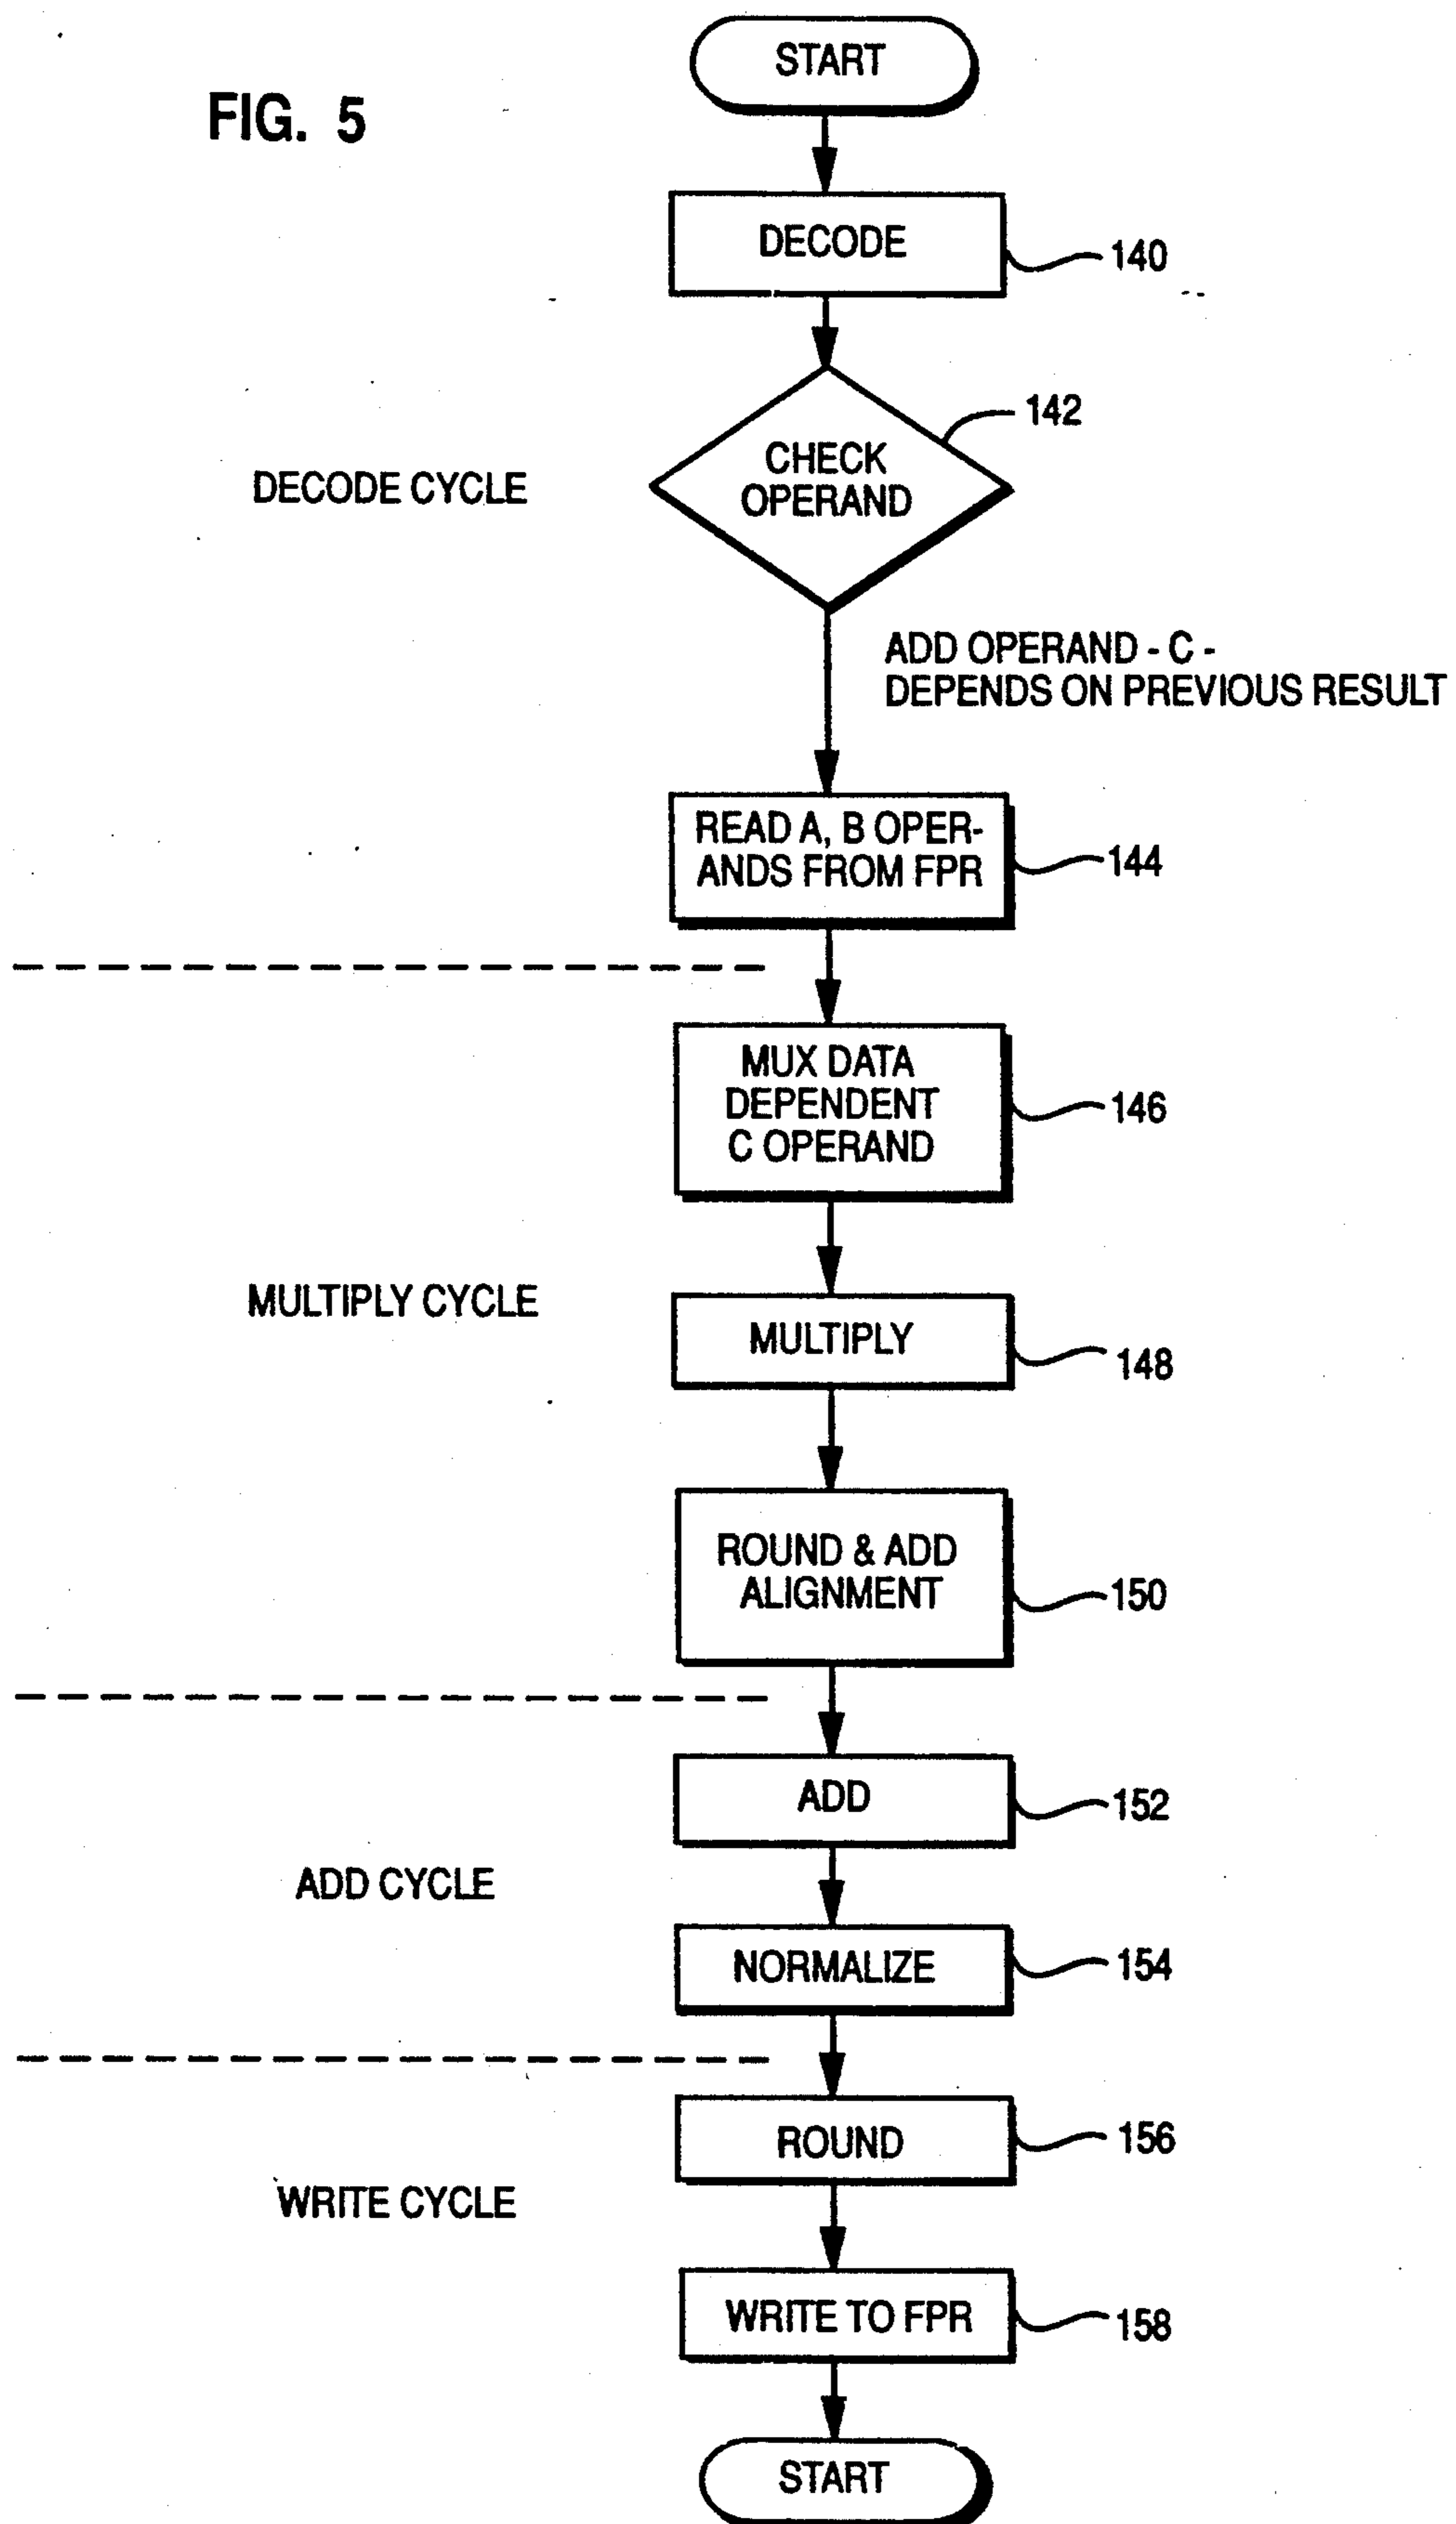 START
FIG. 5
DECODE
140
142
CHECK
OPERAND
DECODE CYCLE
ADD OPERAND - C -
DEPENDS ON PREVIOUS RESULT
READ A, B OPER-
ANDS FROM FPR
144
MUX DATA
DEPENDENT
C OPERAND
146
MULTIPLY CYCLE
MULTIPLY
148
ROUND & ADD
ALIGNMENT
150
ADD
152
ADD CYCLE
NORMALIZE
154
ROUND
156
WRITE CYCLE
WRITE TO FPR
158
START